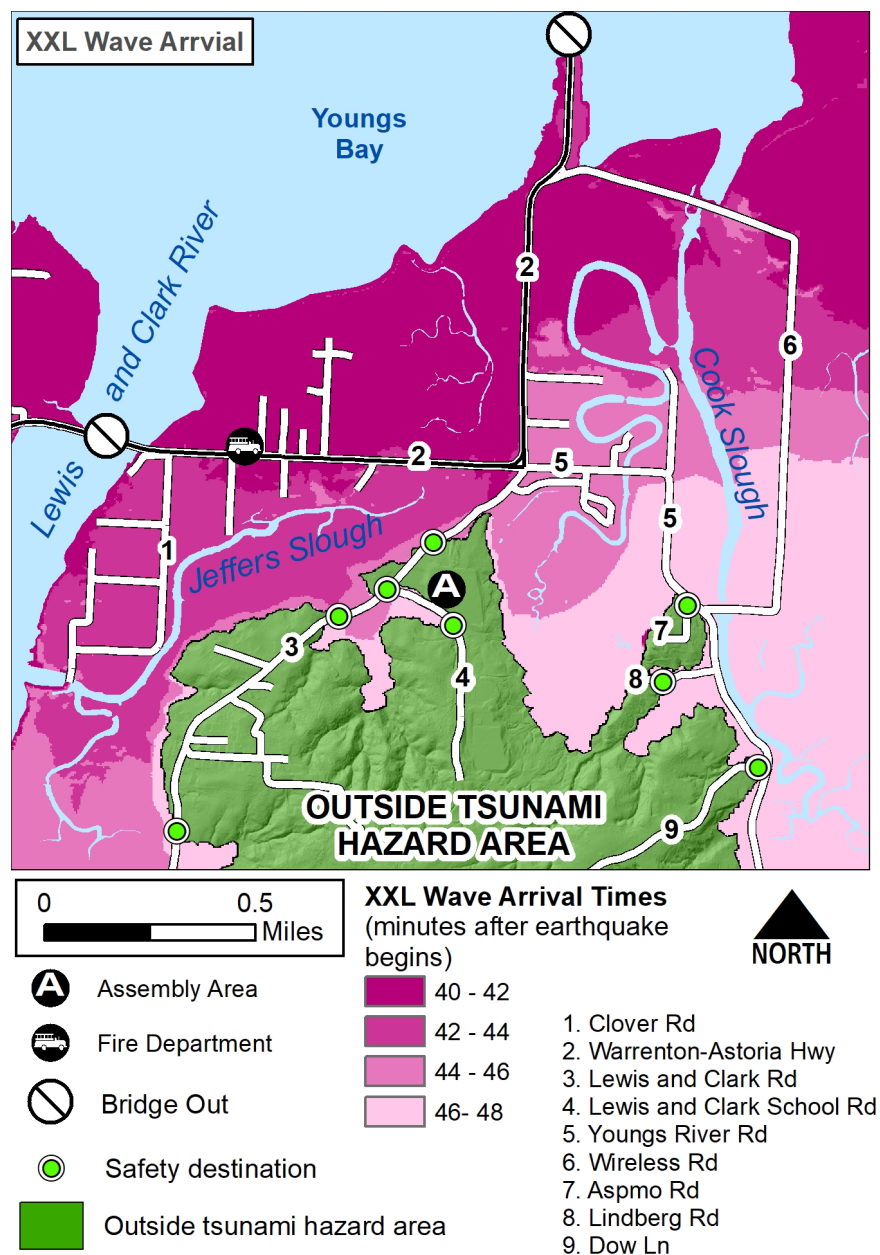 XXL Wave Arrvial
Youngs
Bay
and Clark River
Lewis
2
6
Cook Slough
2
5
5
1
Jeffers Slough
A
7
3
4
8
OUTSIDE TSUNAMI
HAZARD AREA
9
0 0.5
Miles
A Assembly Area
Fire Department
Bridge Out
Safety destination
Outside tsunami hazard area
XXL Wave Arrival Times
(minutes after earthquake
begins)
40 - 42
42 - 44
44 - 46
46- 48
NORTH
1. Clover Rd
2. Warrenton-Astoria Hwy
3. Lewis and Clark Rd
4. Lewis and Clark School Rd
5. Youngs River Rd
6. Wireless Rd
7. Aspmo Rd
8. Lindberg Rd
9. Dow Ln